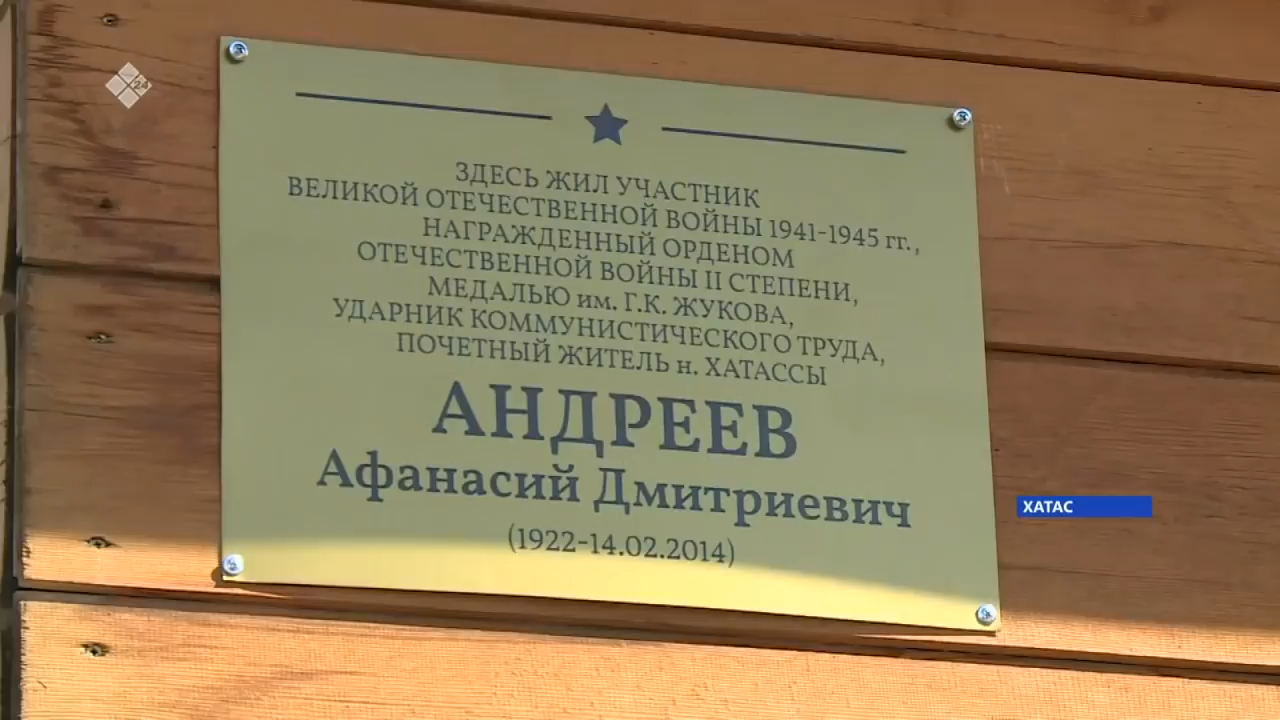 24
ЗДЕСЬ ЖИЛ УЧАСТНИК
ВЕЛИКОЙ ОТЕЧЕСТВЕННОЙ ВОЙНЫ 1941-1945 гг.,
НАГРАЖДЕННЫЙ ОРДЕНОМ
ОТЕЧЕСТВЕННОЙ ВОЙНЫ II СТЕПЕНИ,
МЕДАЛЬЮ им. Г.К. ЖУКОВА,
УДАРНИК КОММУНИСТИЧЕСКОГО ТРУДА,
ПОЧЕТНЫЙ ЖИТЕЛЬ н. ХАТАССЫ
АНДРЕЕВ
Афанасий Дмитриевич
(1922-14.02.2014)
ХАТАС